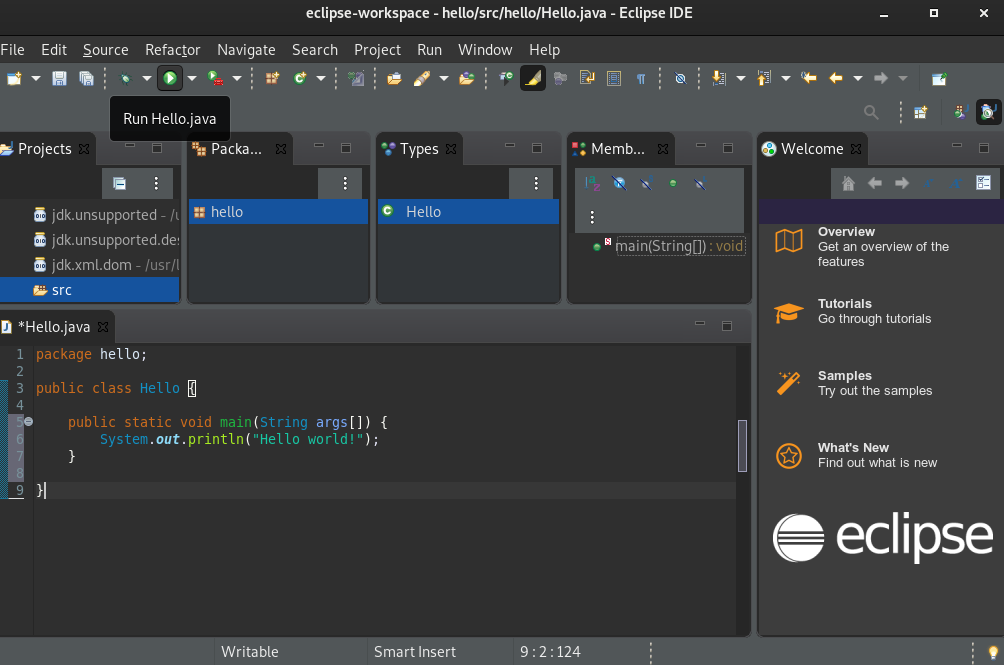 eclipse-workspace - hello/src/hello/Hello.java - Eclipse IDE
File Edit Source Refactor Navigate Search Project Run Window Help
Run Hello.java
Projects
Packa...
Types
Memb...
Welcome
jdk.unsupported - /u
jdk.unsupported.des
jdk.xml.dom - /usr/l
src
hello
Hello
main(String[]) : void
Overview
Get an overview of the
features
Tutorials
Go through tutorials
Samples
Try out the samples
What's New
Find out what is new
eclipse
*Hello.java
1 package hello;
2
3 public class Hello {
4
5 public static void main(String args[]) {
6 System.out.println("Hello world!");
7 }
8
9 }
Writable
Smart Insert
9 : 2 : 124